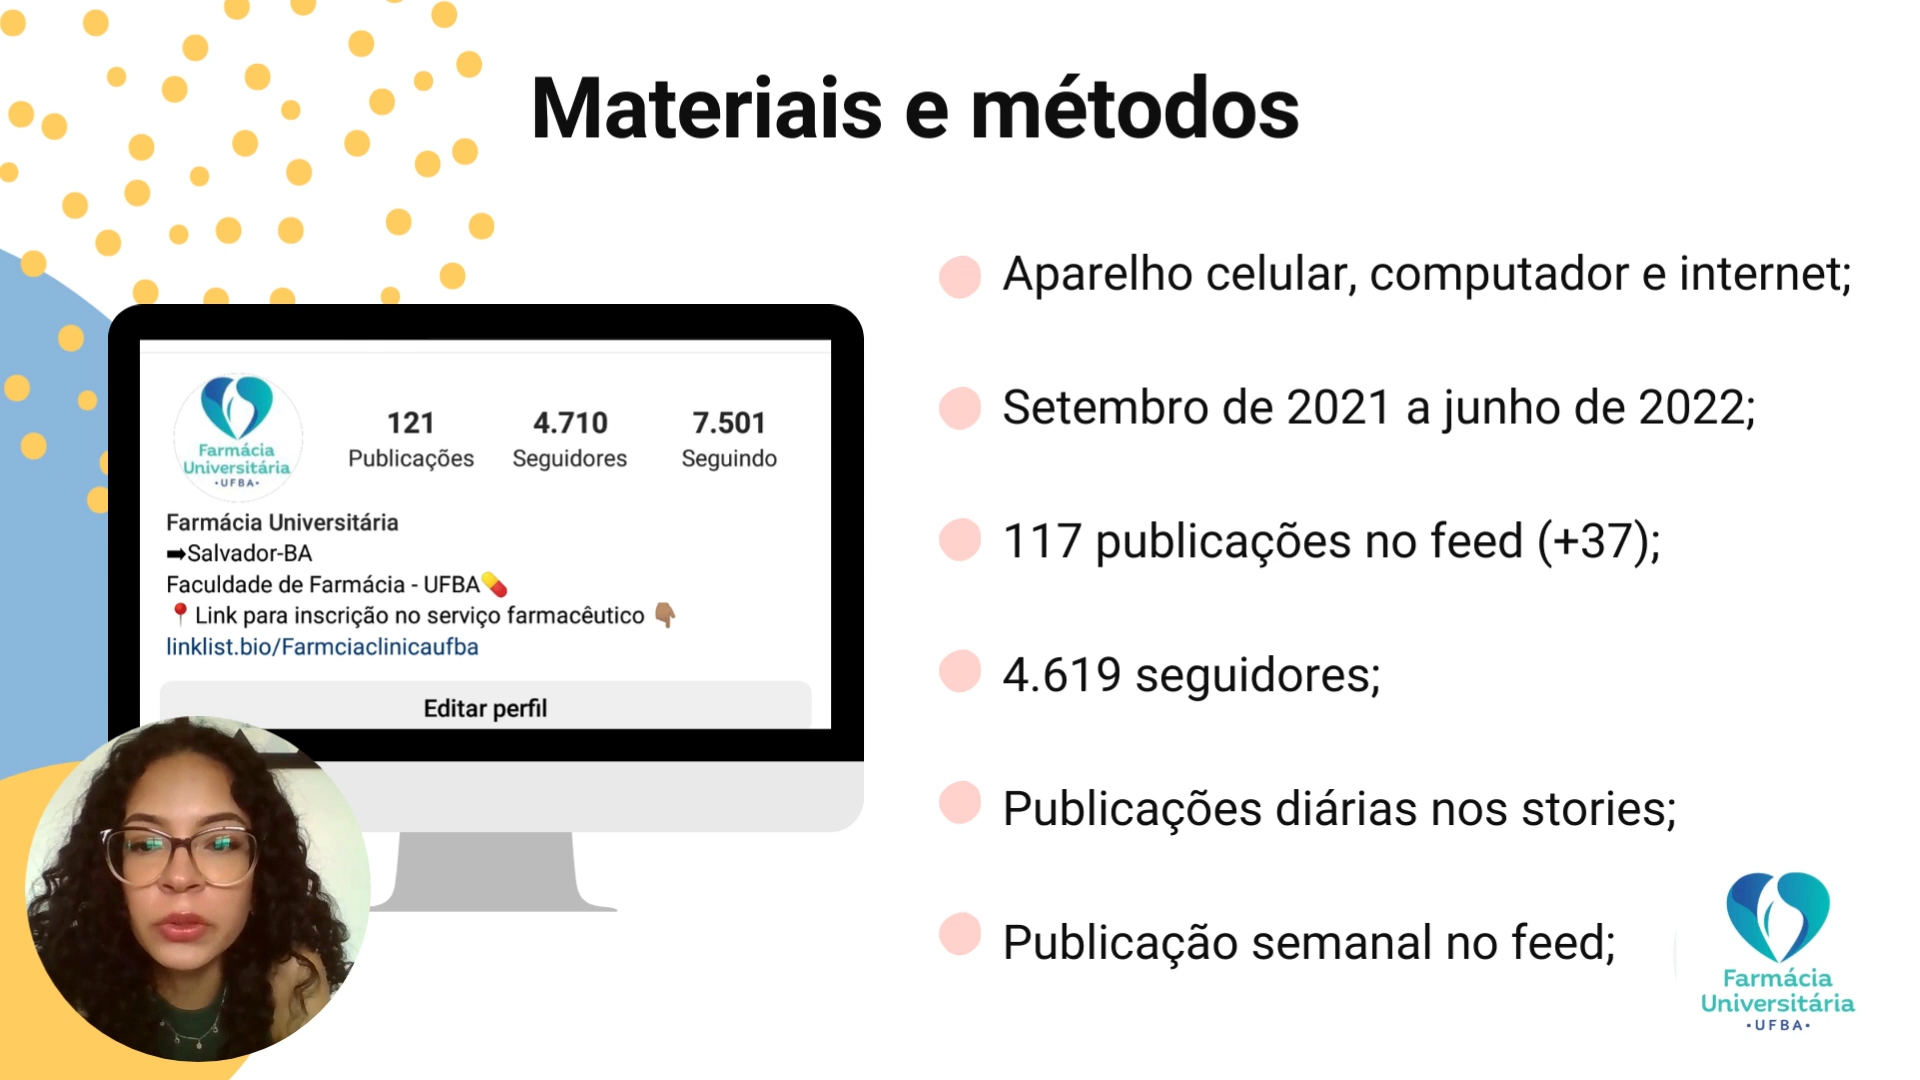 Materiais e métodos
Farmácia
Universitária
•UFBA•
121
4.710
7.501
Publicações
Seguidores
Seguindo
Farmácia Universitária
➡Salvador-BA
Faculdade de Farmácia - UFBA💊
📍Link para inscrição no serviço farmacêutico 👇🏽
linklist.bio/Farmciaclinicaufba
Editar perfil
Aparelho celular, computador e internet;
Setembro de 2021 a junho de 2022;
117 publicações no feed (+37);
4.619 seguidores;
Publicações diárias nos stories;
Publicação semanal no feed;
Farmácia
Universitária
•UFBA•